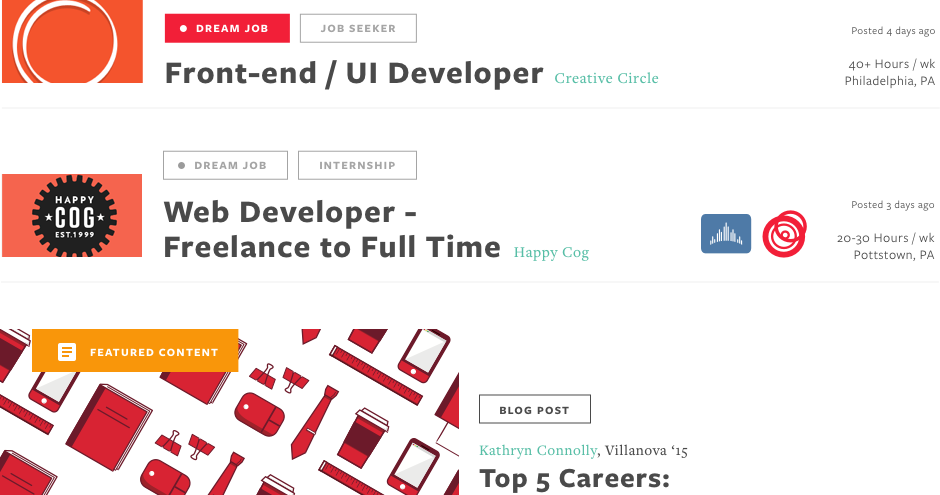 DREAM JOB
JOB SEEKER
Posted 4 days ago
Front-end / UI Developer Creative Circle
40+ Hours / wk
Philadelphia, PA
DREAM JOB
INTERNSHIP
HAPPY
COG
EST.1999
Web Developer -
Freelance to Full Time Happy Cog
Posted 3 days ago
20-30 Hours / wk
Pottstown, PA
FEATURED CONTENT
BLOG POST
Kathryn Connolly, Villanova ‘15
Top 5 Careers: